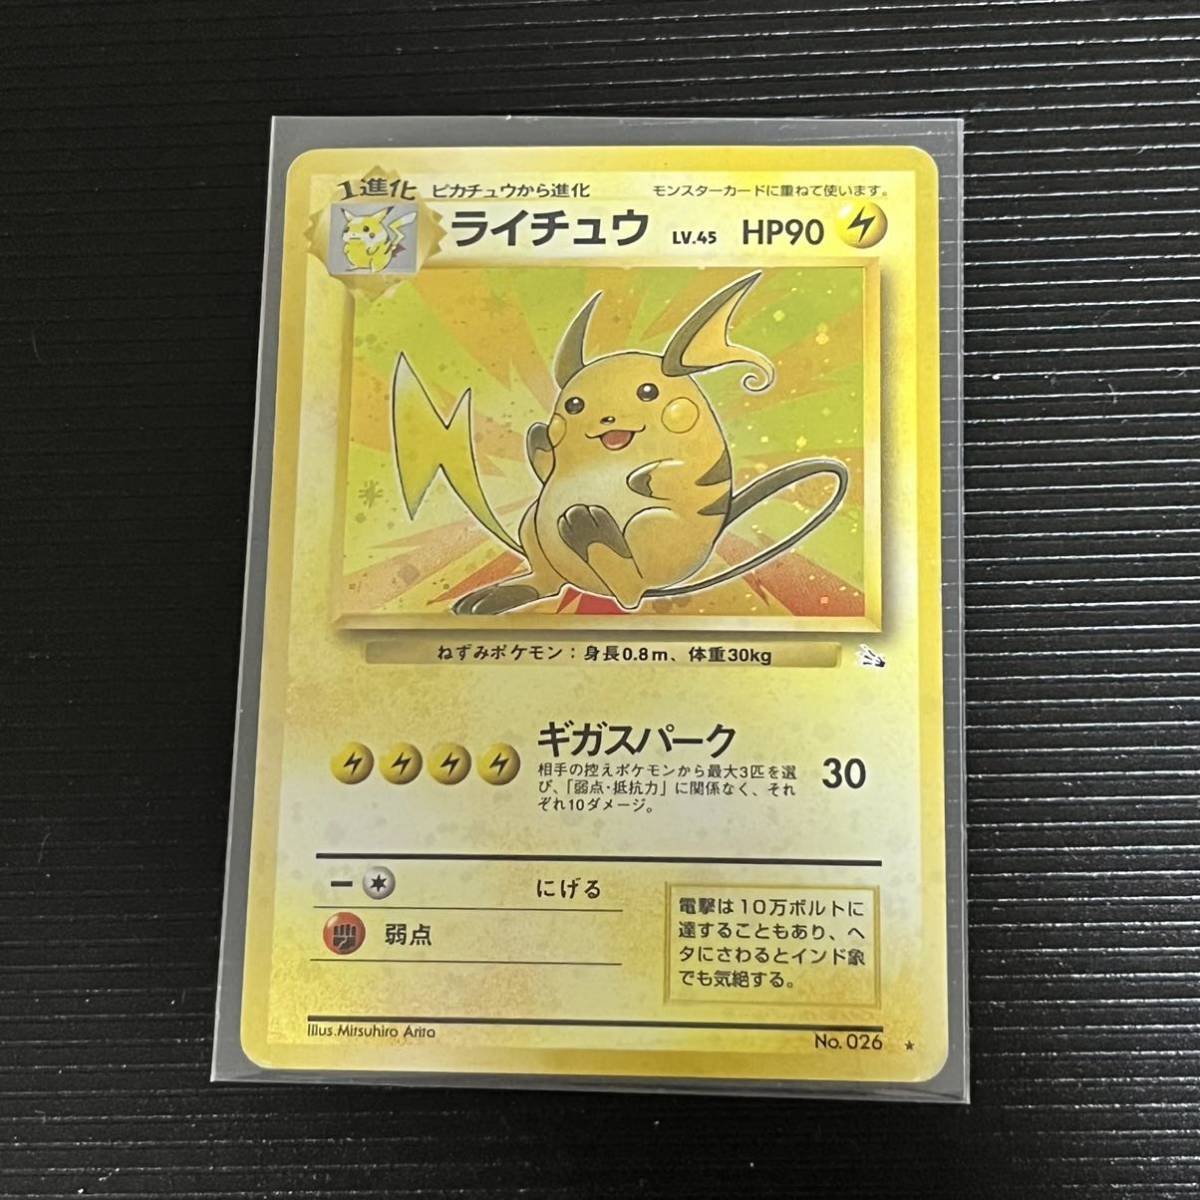 1進化 ピカチュウから進化 モンスターカードに重ねて使います。
ライチュウ LV.45 HP90
ねずみポケモン：身長0.8m、体重30kg
ギガスパーク
相手の控えポケモンから最大3匹を選
び、「弱点・抵抗力」に関係なく、それ
ぞれ10ダメージ。
30
にげる
弱点
電撃は10万ボルトに
達することもあり、ヘ
タにさわるとインド象
でも気絶する。
Illus.Mitsuhiro Arita
No.026 ★